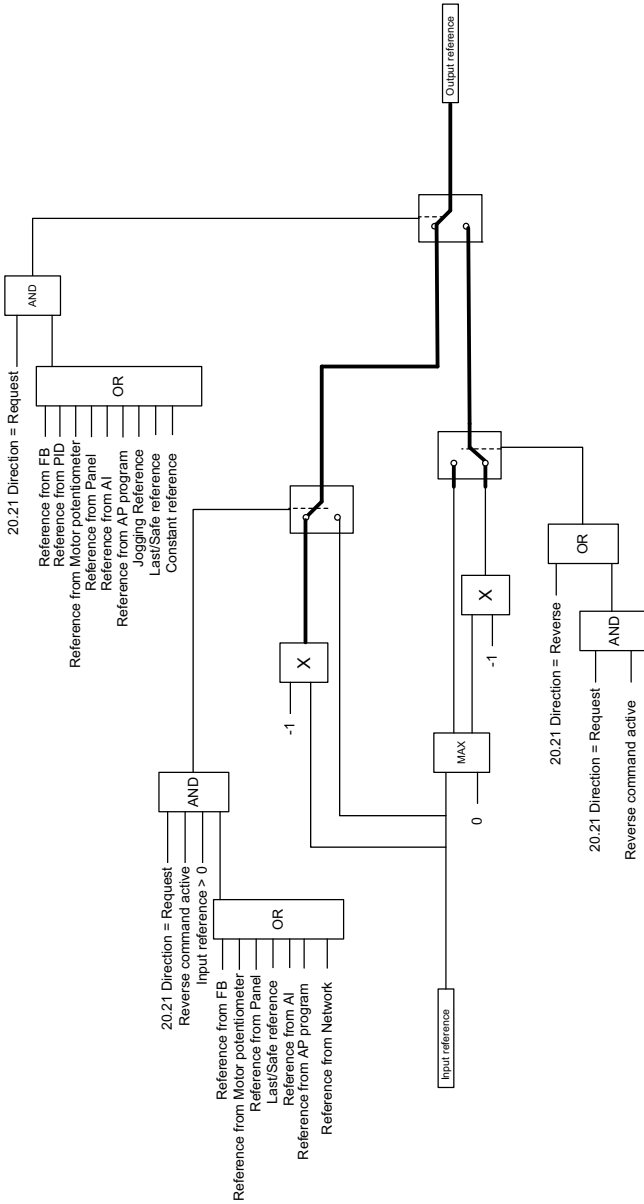 20.21 Direction = Request
AND
Reference from FB
Reference from PID
Reference from Motor potentiometer
Reference from Panel
Reference from AI
Reference from AP program
Jogging Reference
Last/Safe reference
Constant reference
OR
20.21 Direction = Request
Reverse command active
Input reference > 0
AND
Reference from FB
Reference from Motor potentiometer
Reference from Panel
Last/Safe reference
Reference from AI
Reference from AP program
Reference from Network
OR
-1
X
Input reference
MAX
0
-1
X
20.21 Direction = Reverse
OR
20.21 Direction = Request
Reverse command active
AND
Output reference